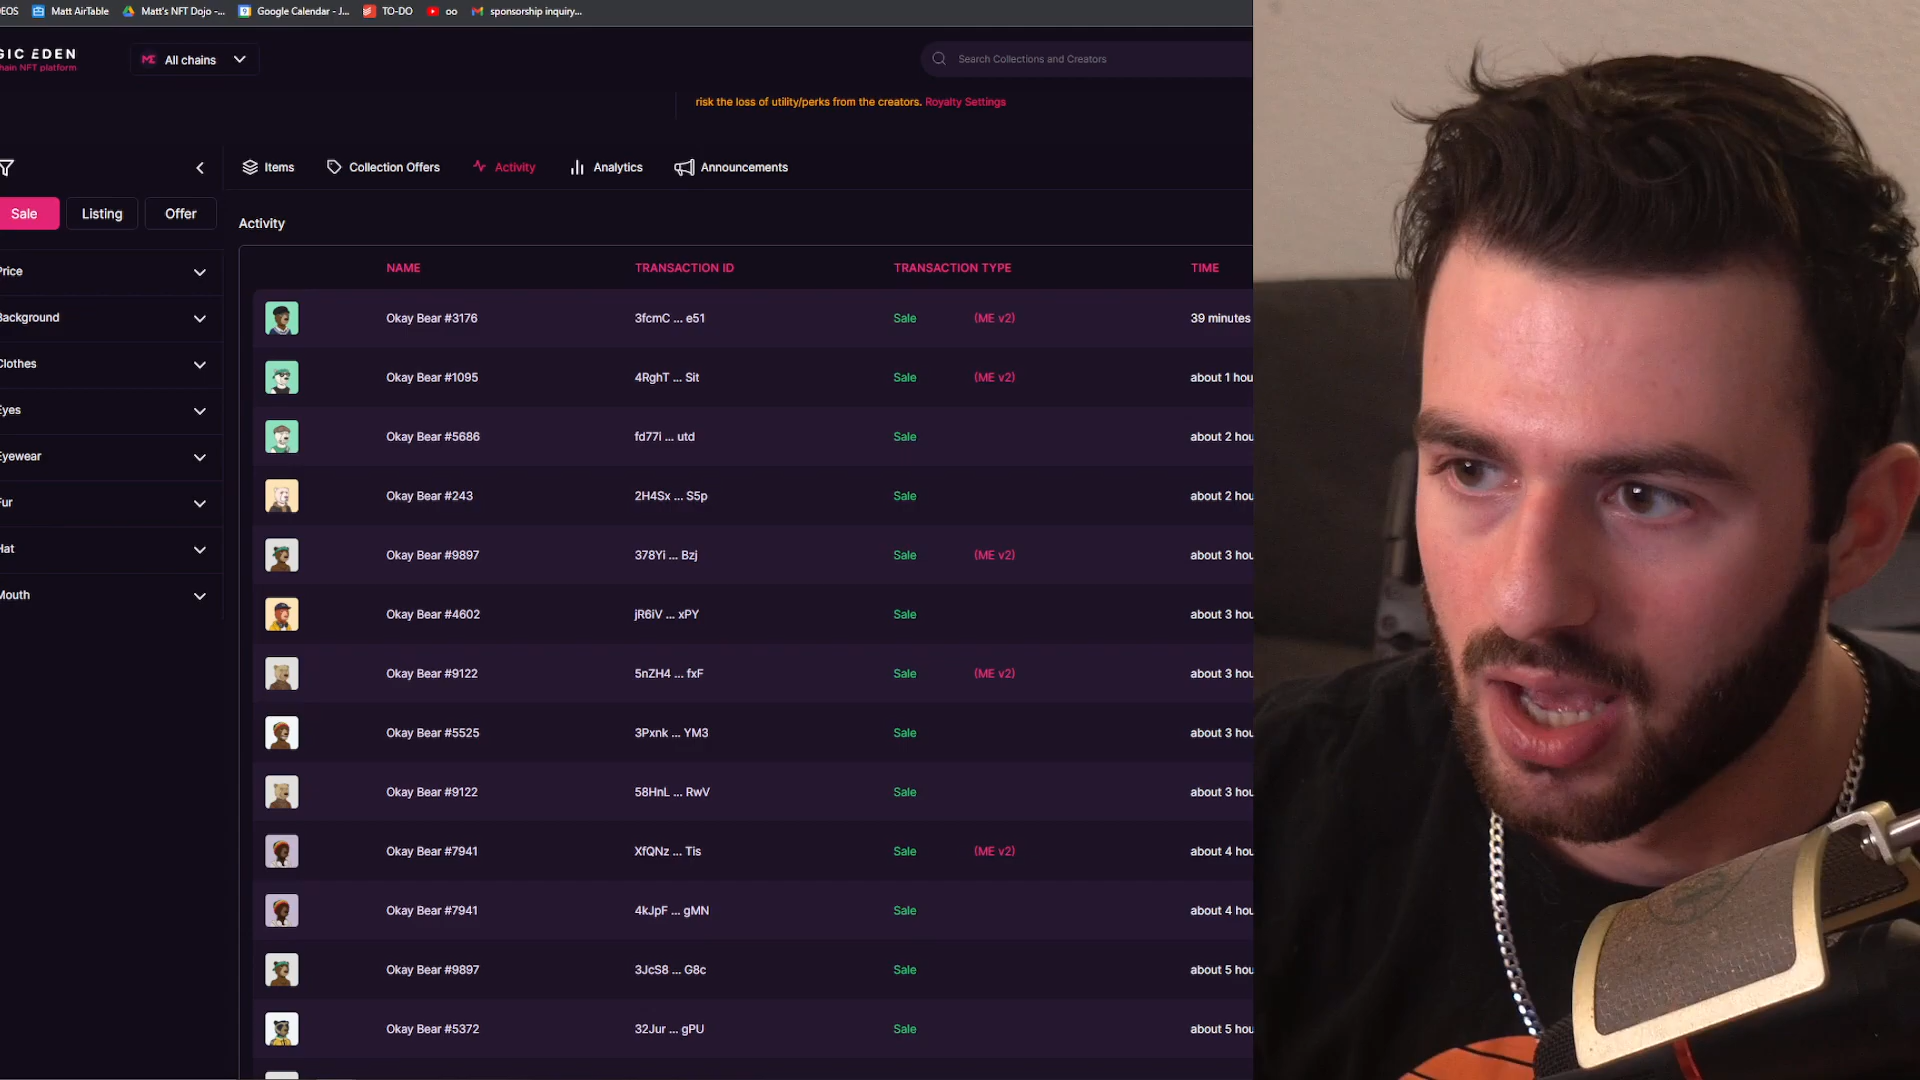 EOS Matt AirTable Matt's NFT Dojo -... Google Calendar - J... TO-DO oo sponsorship inquiry...
GIC EDEN
hain NFT platform
All chains
Search Collections and Creators
risk the loss of utility/perks from the creators. Royalty Settings
Items Collection Offers Activity Analytics Announcements
Sale Listing Offer
Activity
Price
Background
Clothes
Eyes
Eyewear
Fur
Hat
Mouth
NAME TRANSACTION ID TRANSACTION TYPE TIME
Okay Bear #3176 3fcmC ... e51 Sale (ME v2) 39 minutes
Okay Bear #1095 4RghT ... Sit Sale (ME v2) about 1 hou
Okay Bear #5686 fd77i ... utd Sale about 2 hou
Okay Bear #243 2H4Sx ... S5p Sale about 2 hou
Okay Bear #9897 378Yi ... Bzj Sale (ME v2) about 3 hou
Okay Bear #4602 jR6iV ... xPY Sale about 3 hou
Okay Bear #9122 5nZH4 ... fxF Sale (ME v2) about 3 hou
Okay Bear #5525 3Pxnk ... YM3 Sale about 3 hou
Okay Bear #9122 58HnL ... RwV Sale about 3 hou
Okay Bear #7941 XfQNz ... Tis Sale (ME v2) about 4 hou
Okay Bear #7941 4kJpF ... gMN Sale about 4 hou
Okay Bear #9897 3JcS8 ... G8c Sale about 5 hou
Okay Bear #5372 32Jur ... gPU Sale about 5 hou